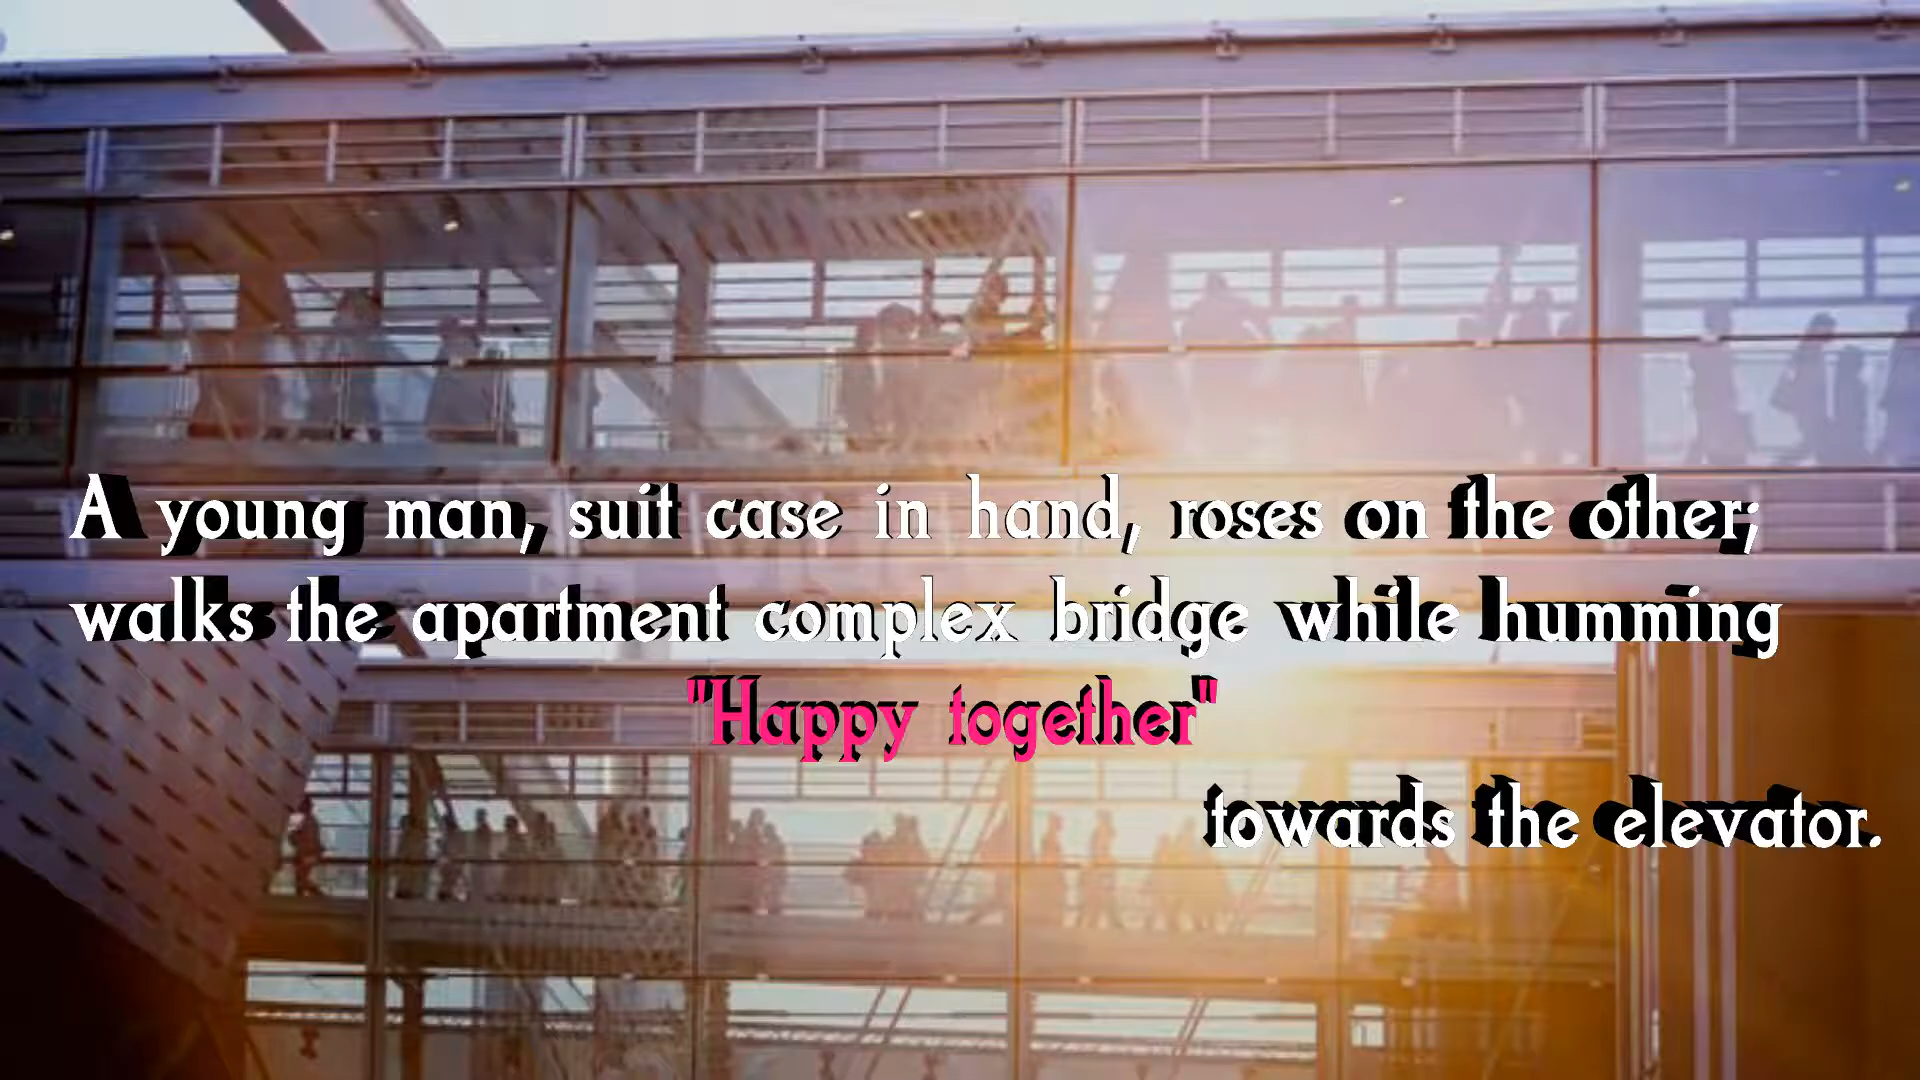 A young man, suit case in hand, roses on the other;
walks the apartment complex bridge while humming
"Happy together"
towards the elevator.